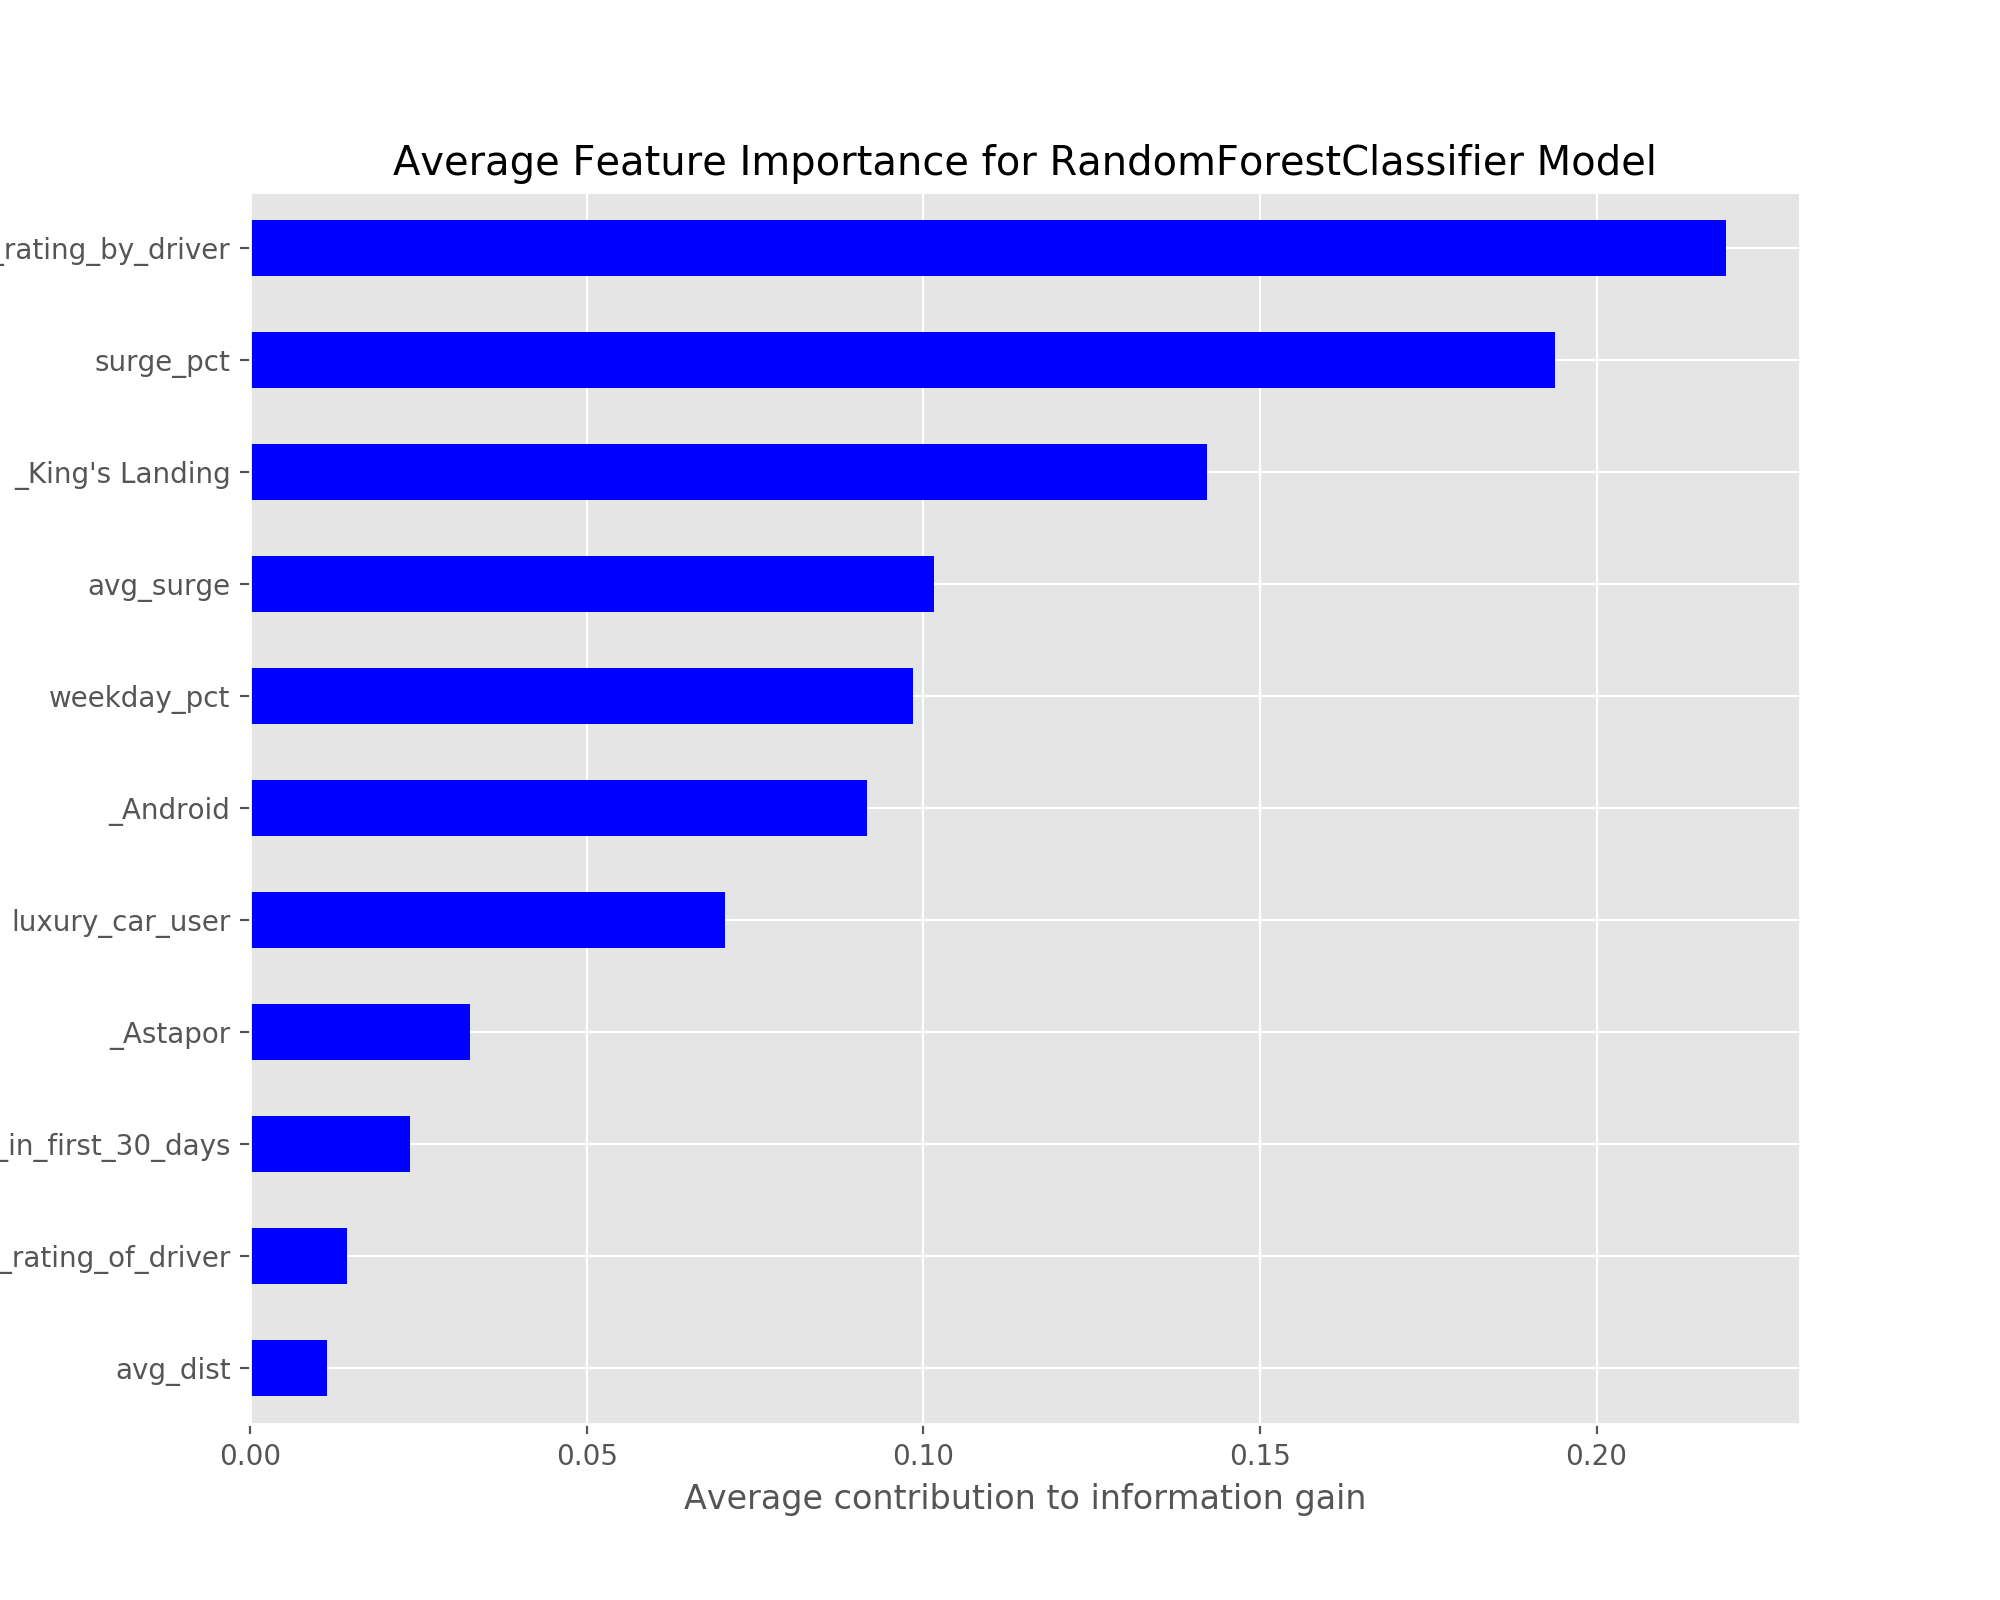 Average Feature Importance for RandomForestClassifier Model
_rating_by_driver
surge_pct
_King's Landing
avg_surge
weekday_pct
_Android
luxury_car_user
_Astapor
_in_first_30_days
_rating_of_driver
avg_dist
0.00 0.05 0.10 0.15 0.20
Average contribution to information gain